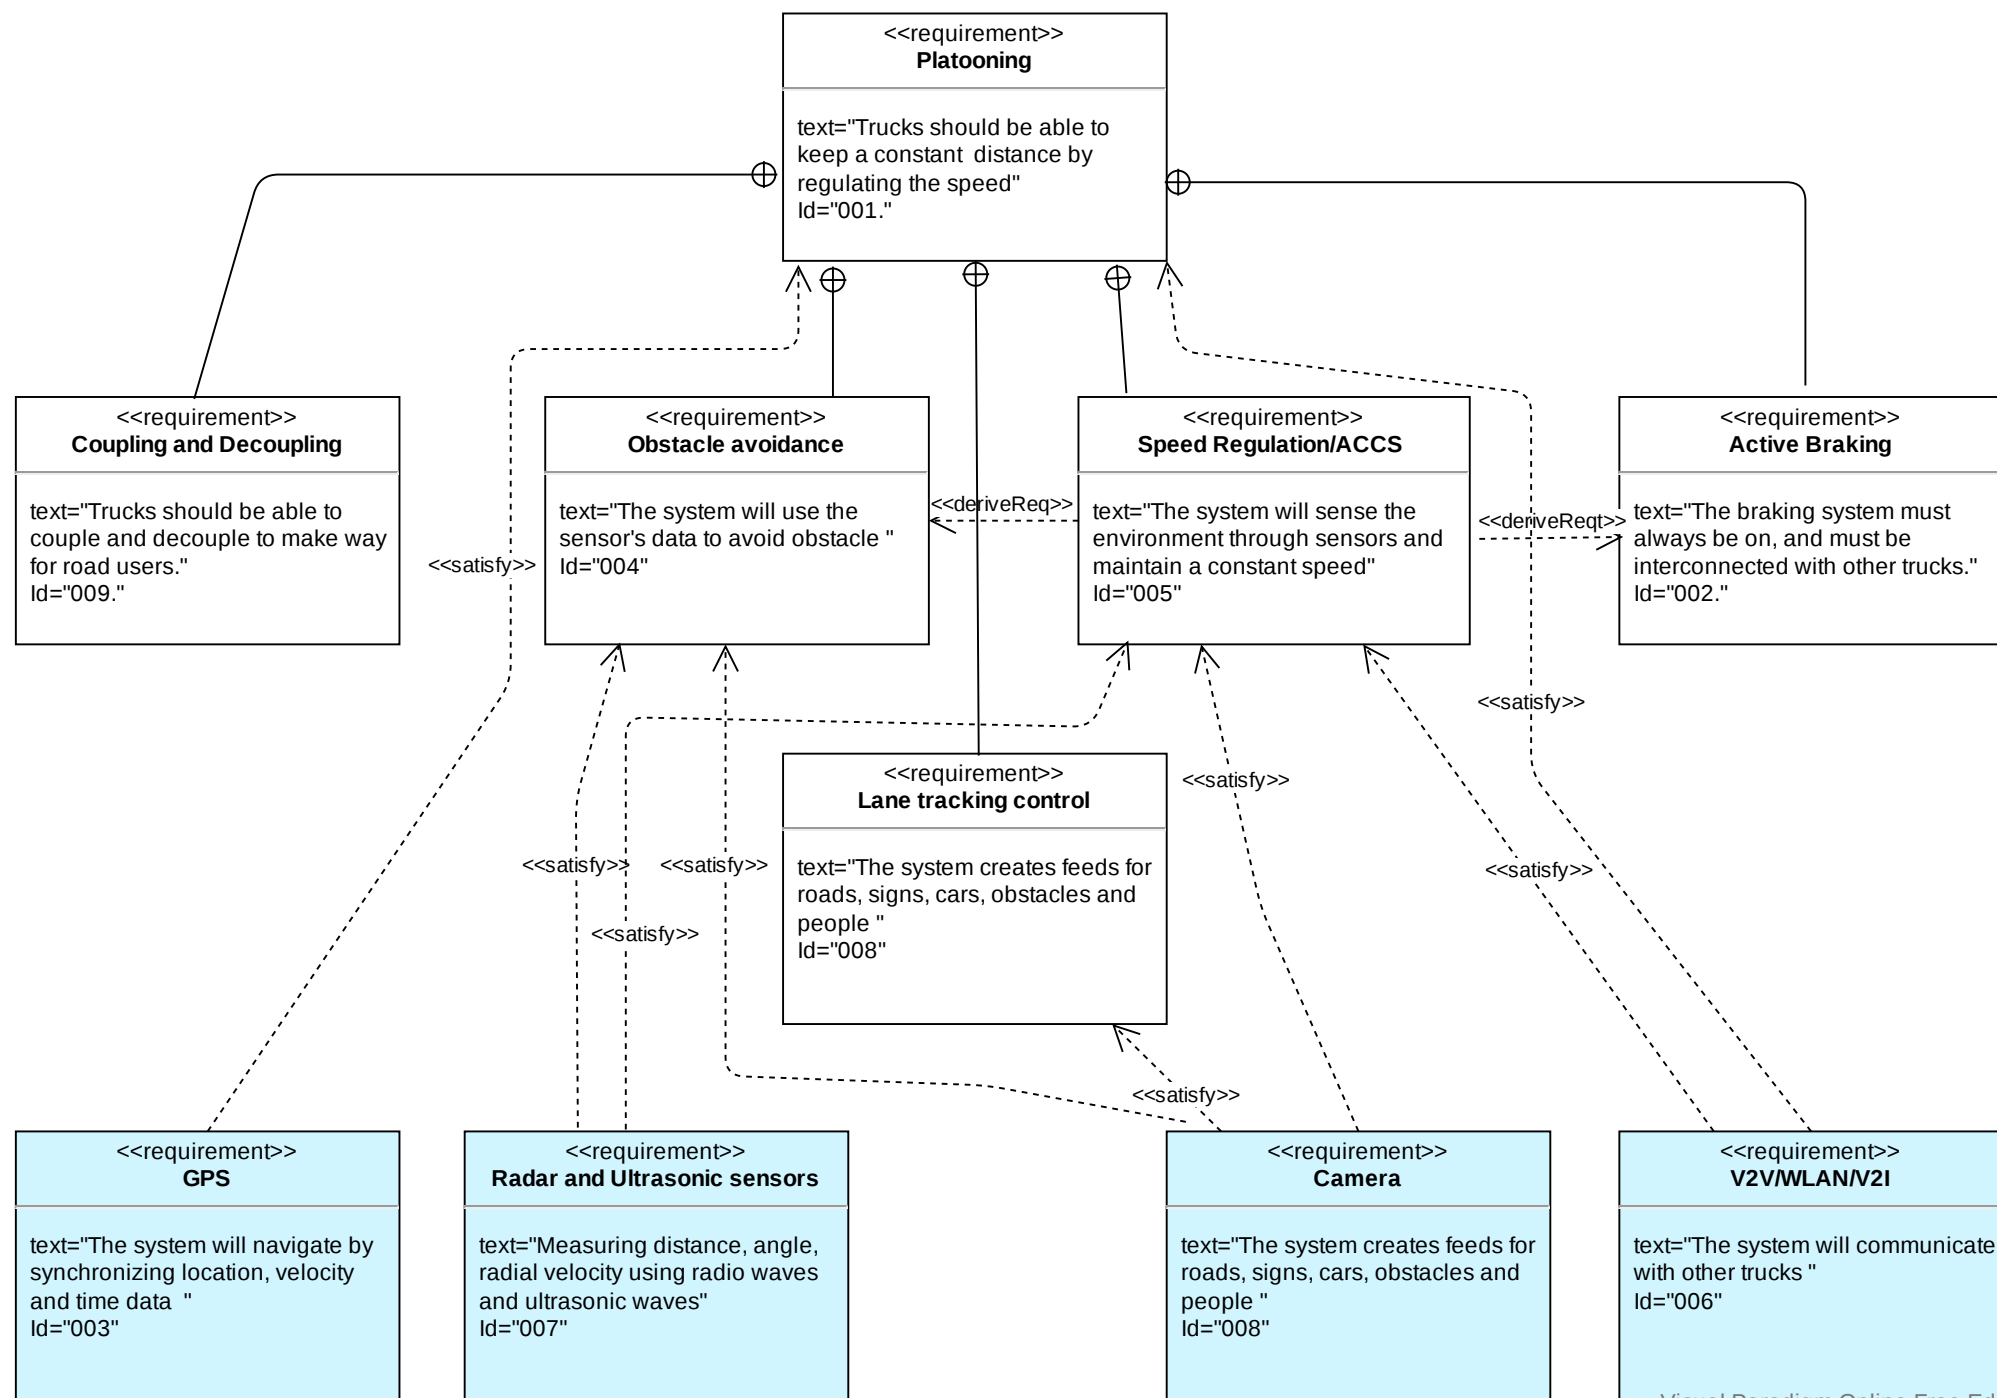 <<requirement>>
Platooning
text="Trucks should be able to
keep a constant  distance by
regulating the speed"
Id="001."
<<requirement>>
Coupling and Decoupling
text="Trucks should be able to
couple and decouple to make way
for road users."
Id="009."
<<satisfy>>
<<requirement>>
Obstacle avoidance
text="The system will use the
sensor's data to avoid obstacle "
Id="004"
<<deriveReq>>
<<requirement>>
Speed Regulation/ACCS
text="The system will sense the
environment through sensors and
maintain a constant speed"
Id="005"
<<deriveReqt>>
<<requirement>>
Active Braking
text="The braking system must
always be on, and must be
interconnected with other trucks."
Id="002."
<<satisfy>>
<<satisfy>>
<<satisfy>>
<<satisfy>>
<<satisfy>>
<<satisfy>>
<<requirement>>
Lane tracking control
text="The system creates feeds for
roads, signs, cars, obstacles and
people "
Id="008"
<<satisfy>>
<<requirement>>
GPS
text="The system will navigate by
synchronizing location, velocity
and time data  "
Id="003"
<<requirement>>
Radar and Ultrasonic sensors
text="Measuring distance, angle,
radial velocity using radio waves
and ultrasonic waves"
Id="007"
<<requirement>>
Camera
text="The system creates feeds for
roads, signs, cars, obstacles and
people "
Id="008"
<<requirement>>
V2V/WLAN/V2I
text="The system will communicate
with other trucks "
Id="006"
Visual Paradigm Online Free Ed